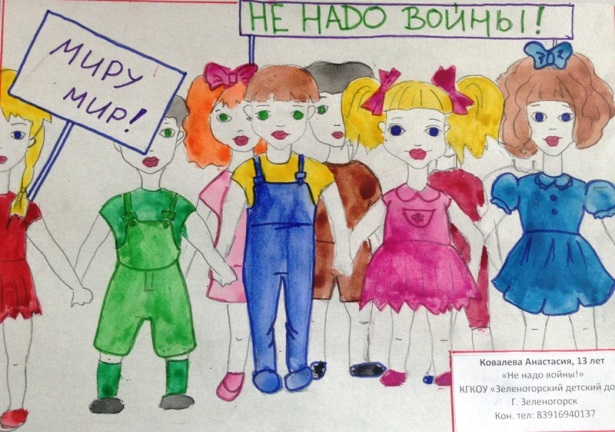 НЕ НАДО ВОЙНЫ!
МИРУ
МИР!
Ковалева Анастасия, 13 лет
«Не надо войны!»
КГКОУ «Зеленогорский детский до
Г. Зеленогорск
Кон. тел: 83916940137